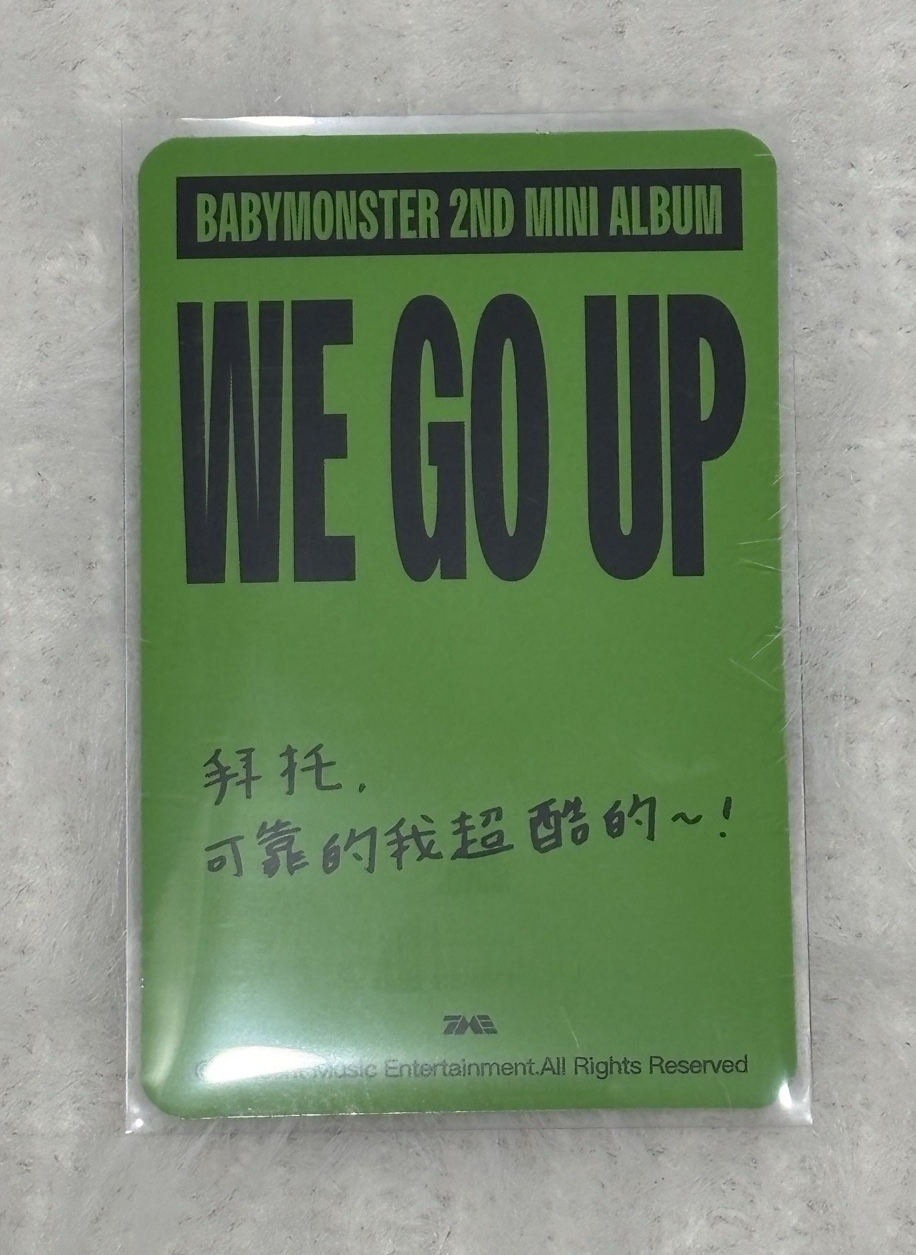 BABYMONSTER 2ND MINI ALBUM
WE GO UP
拜托.
可靠的我超酷的~!
TME
Music Entertainment.All Rights Reserved